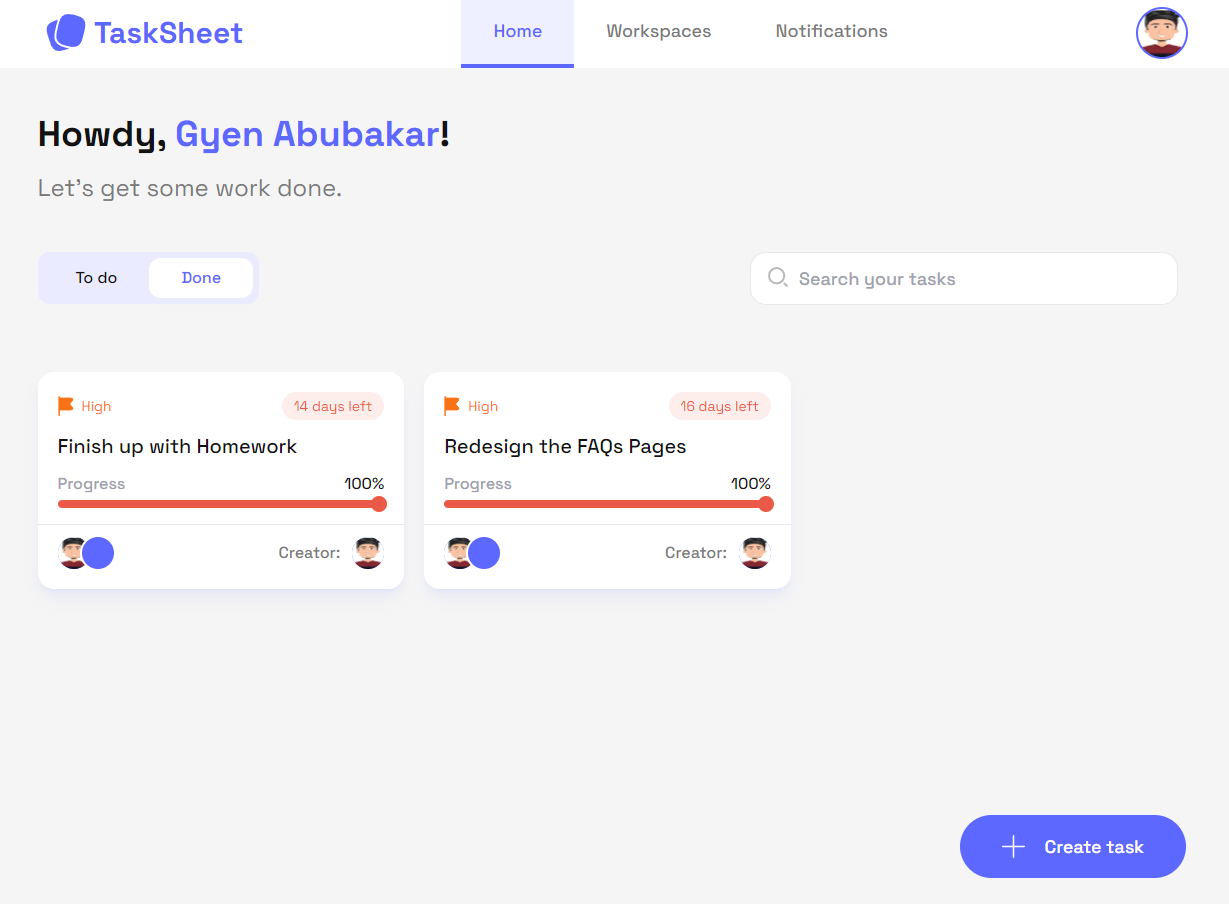 TaskSheet
Home
Workspaces
Notifications
Howdy, Gyen Abubakar!
Let's get some work done.
To do
Done
Search your tasks
High
14 days left
Finish up with Homework
Progress
100%
Creator:
High
16 days left
Redesign the FAQs Pages
Progress
100%
Creator:
Create task